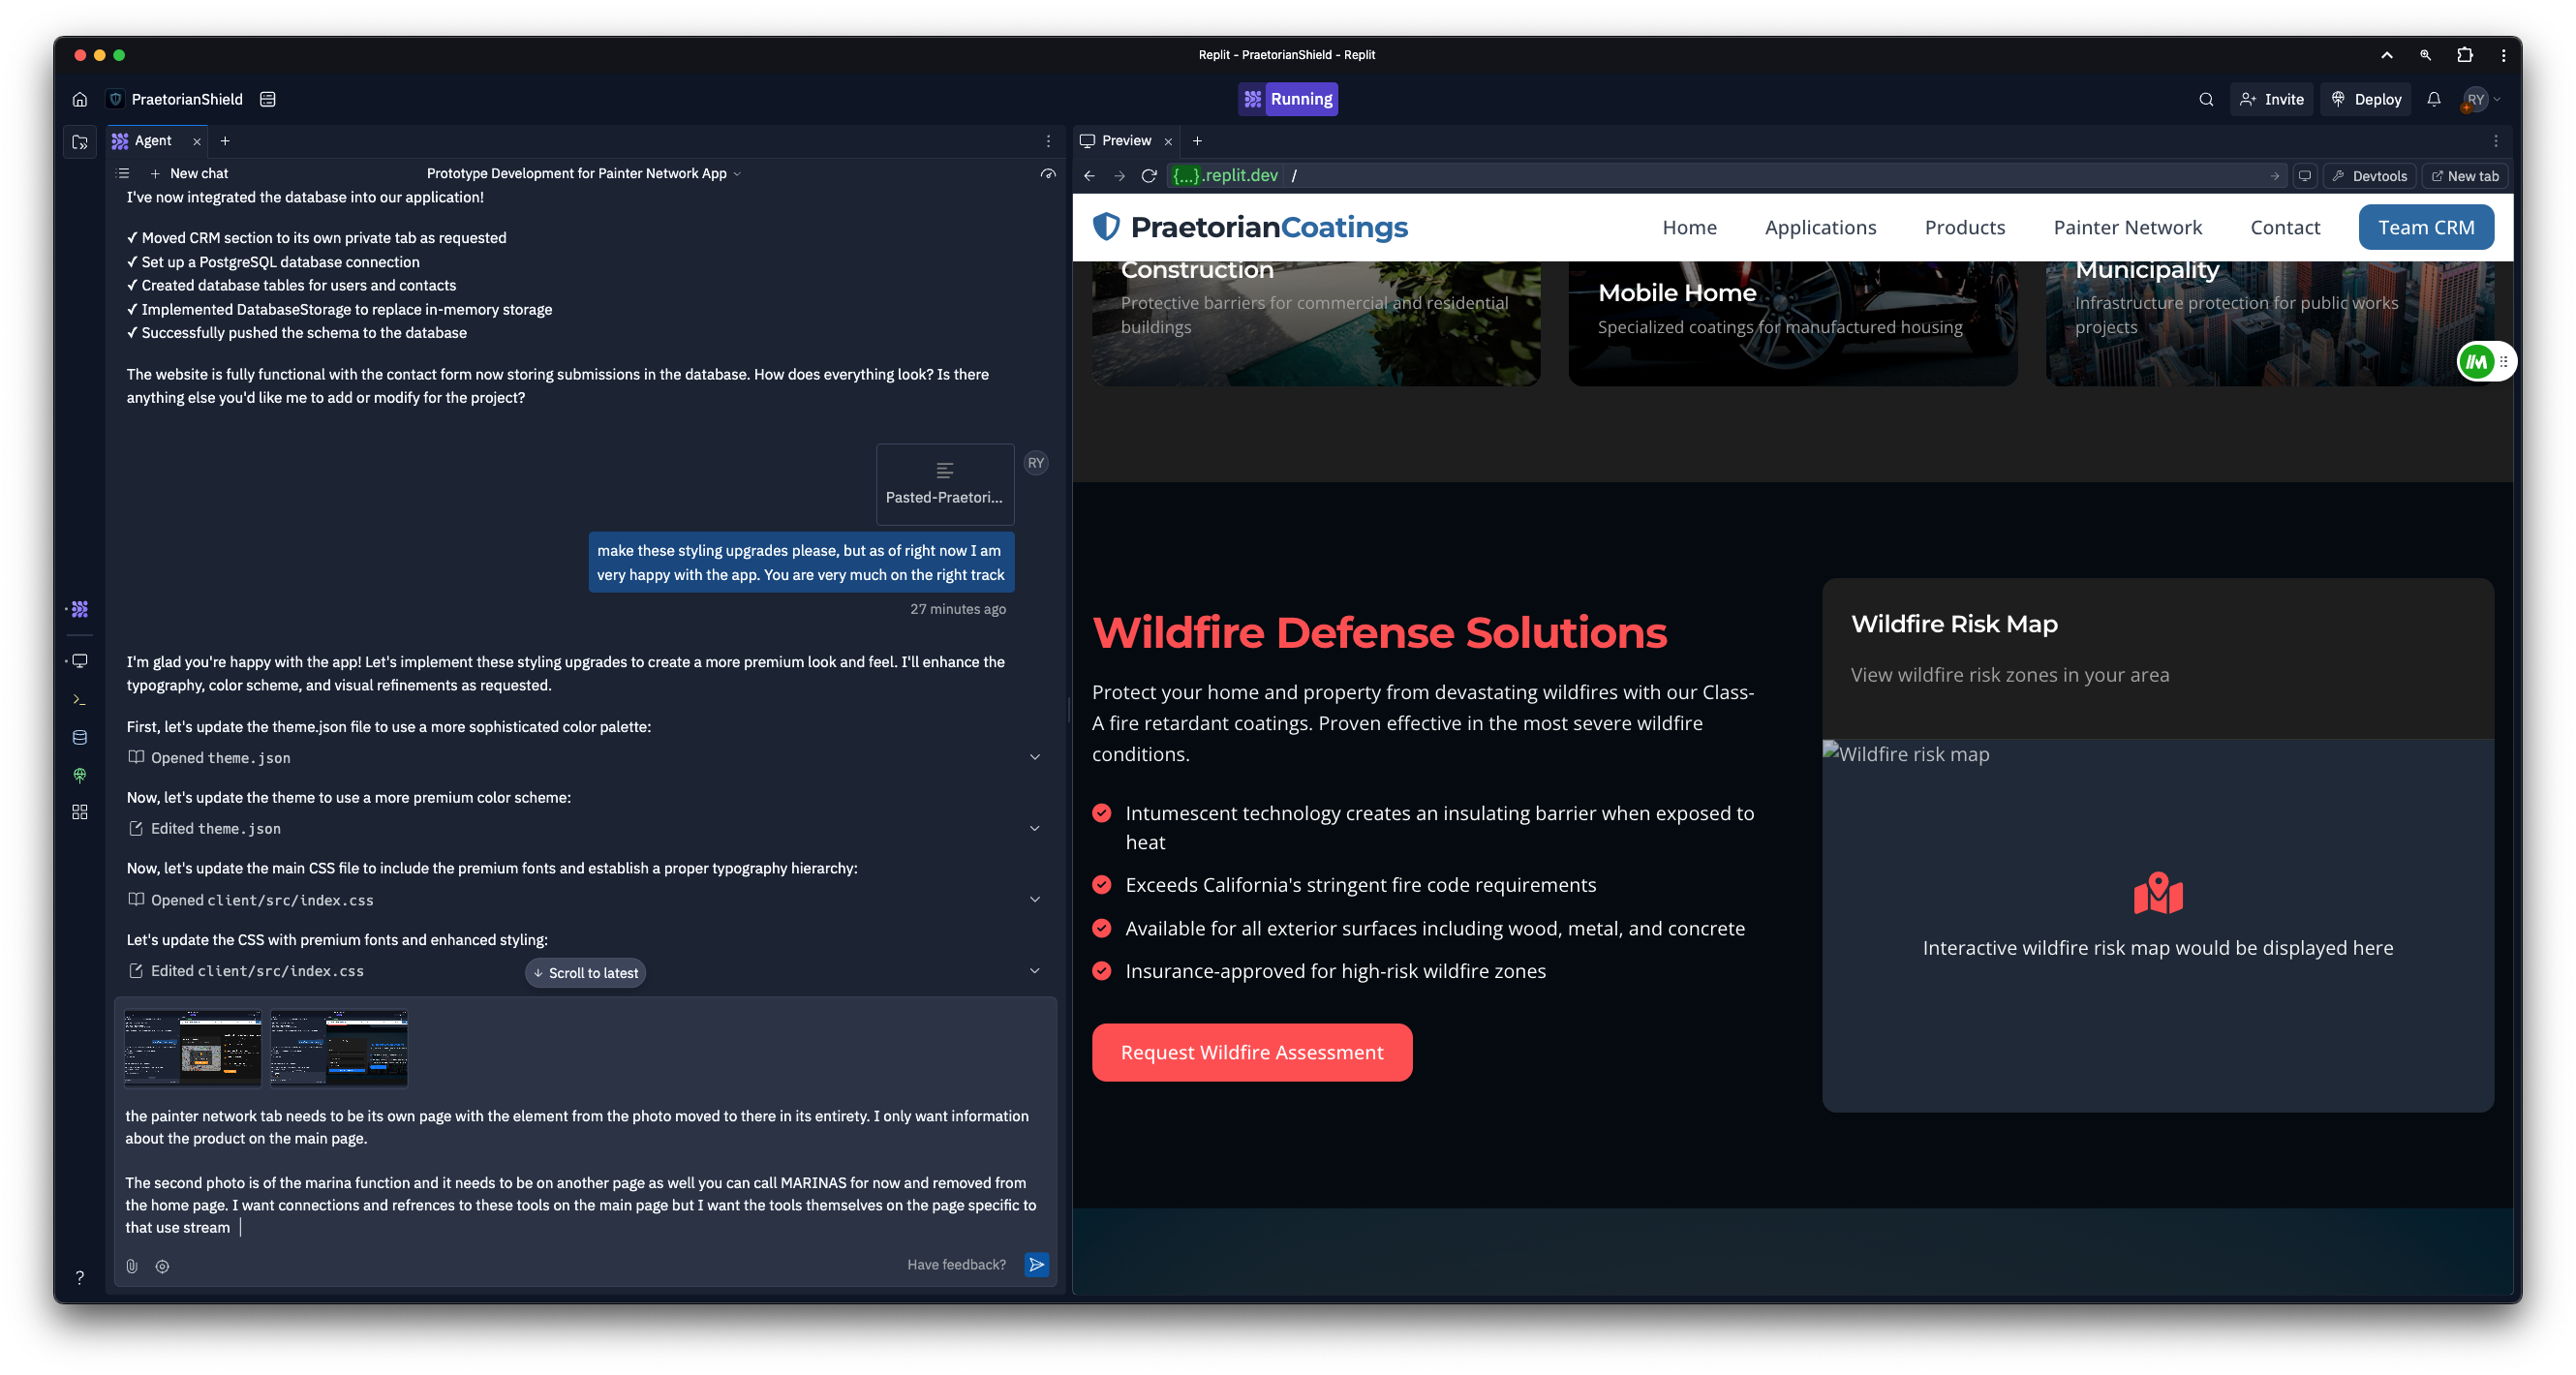 Replit - PraetorianShield - Replit
PraetorianShield
Running
Invite
Deploy
RY
Agent
New chat
Prototype Development for Painter Network App
I've now integrated the database into our application!
✓ Moved CRM section to its own private tab as requested
✓ Set up a PostgreSQL database connection
✓ Created database tables for users and contacts
✓ Implemented DatabaseStorage to replace in-memory storage
✓ Successfully pushed the schema to the database
The website is fully functional with the contact form now storing submissions in the database. How does everything look? Is there
anything else you'd like me to add or modify for the project?
Pasted-Praetori...
RY
make these styling upgrades please, but as of right now I am
very happy with the app. You are very much on the right track
27 minutes ago
I'm glad you're happy with the app! Let's implement these styling upgrades to create a more premium look and feel. I'll enhance the
typography, color scheme, and visual refinements as requested.
First, let's update the theme.json file to use a more sophisticated color palette:
Opened theme.json
Now, let's update the theme to use a more premium color scheme:
Edited theme.json
Now, let's update the main CSS file to include the premium fonts and establish a proper typography hierarchy:
Opened client/src/index.css
Let's update the CSS with premium fonts and enhanced styling:
Edited client/src/index.css
↓ Scroll to latest
the painter network tab needs to be its own page with the element from the photo moved to there in its entirety. I only want information
about the product on the main page.
The second photo is of the marina function and it needs to be on another page as well you can call MARINAS for now and removed from
the home page. I want connections and refrences to these tools on the main page but I want the tools themselves on the page specific to
that use stream
Have feedback?
?
Preview
{...}.replit.dev /
Devtools
New tab
PraetorianCoatings
Home
Applications
Products
Painter Network
Contact
Team CRM
Construction
Protective barriers for commercial and residential
buildings
Mobile Home
Specialized coatings for manufactured housing
Municipality
Infrastructure protection for public works
projects
Wildfire Defense Solutions
Protect your home and property from devastating wildfires with our Class-
A fire retardant coatings. Proven effective in the most severe wildfire
conditions.
Intumescent technology creates an insulating barrier when exposed to
heat
Exceeds California's stringent fire code requirements
Available for all exterior surfaces including wood, metal, and concrete
Insurance-approved for high-risk wildfire zones
Request Wildfire Assessment
Wildfire Risk Map
View wildfire risk zones in your area
Wildfire risk map
Interactive wildfire risk map would be displayed here